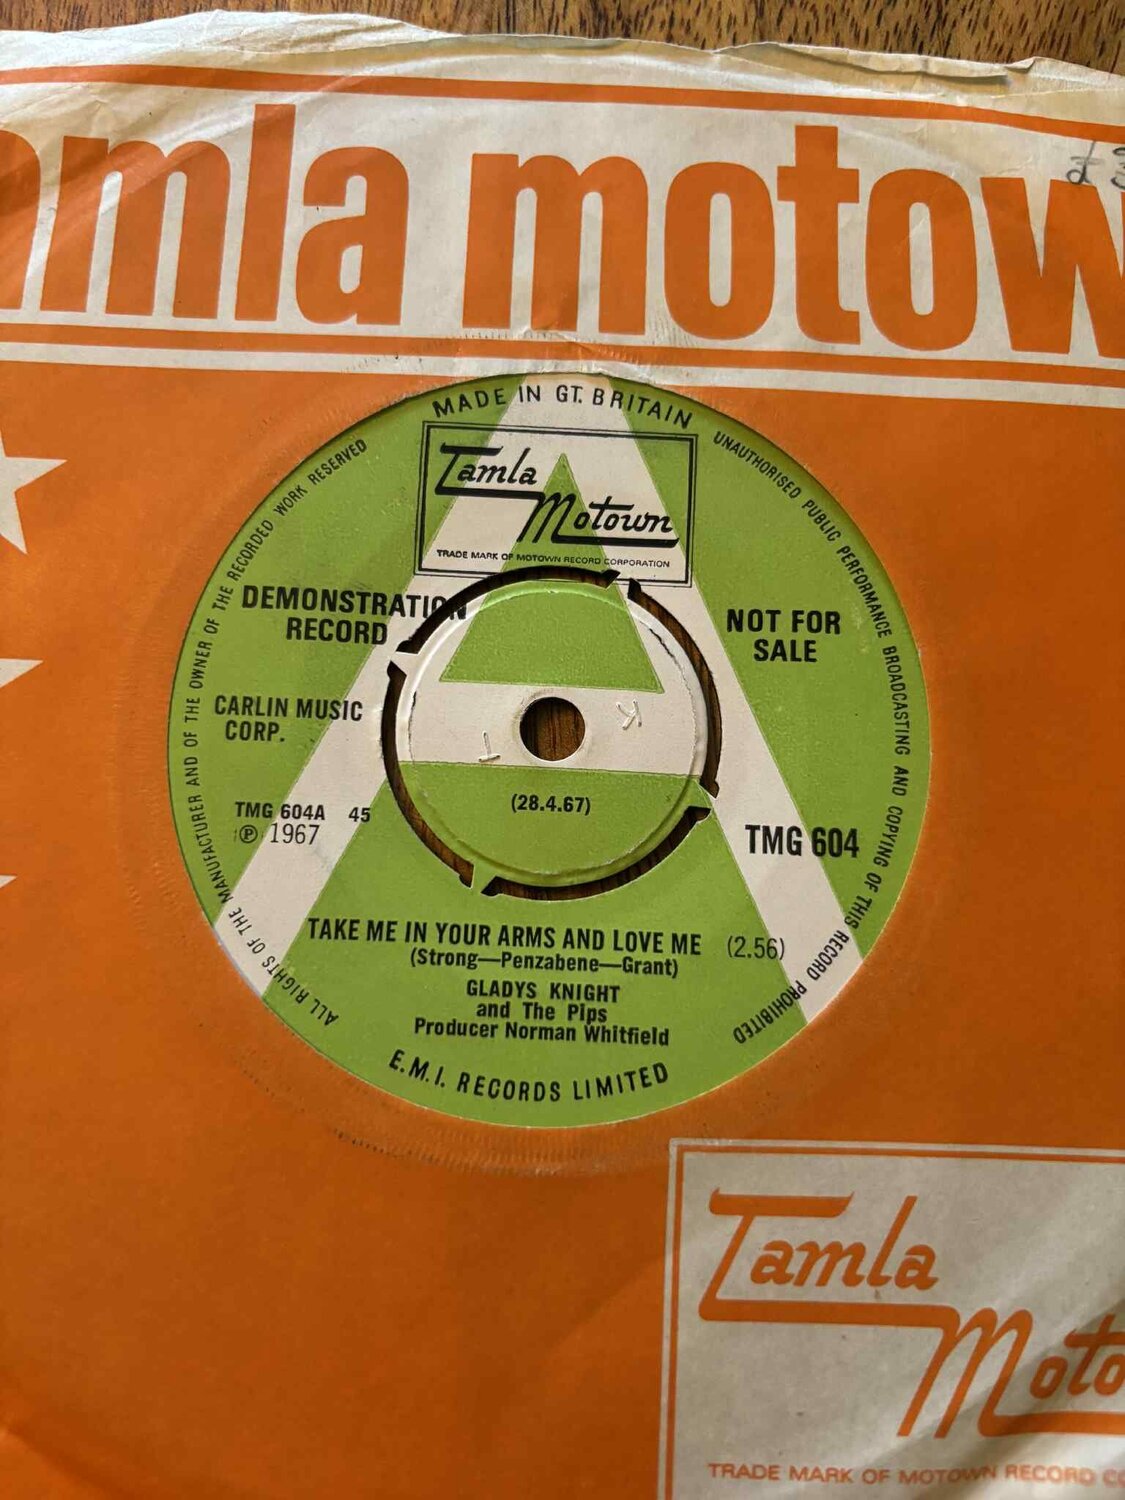 amla motow
£3
MADE IN GT. BRITAIN
Tamla
Motown
TRADE MARK OF MOTOWN RECORD CORPORATION
UNAUTHORISED PUBLIC PERFORMANCE BROADCASTING AND COPYING OF THIS RECORD PROHIBITED
ALL RIGHTS OF THE MANUFACTURER AND OF THE OWNER OF THE RECORDED WORK RESERVED
DEMONSTRATION
RECORD
NOT FOR
SALE
CARLIN MUSIC
CORP.
K
T
(28.4.67)
TMG 604A 45
℗ 1967
TMG 604
TAKE ME IN YOUR ARMS AND LOVE ME (2.56)
(Strong—Penzabene—Grant)
GLADYS KNIGHT
and The Pips
Producer Norman Whitfield
E.M.I. RECORDS LIMITED
Tamla
Moto
TRADE MARK OF MOTOWN RECORD CO